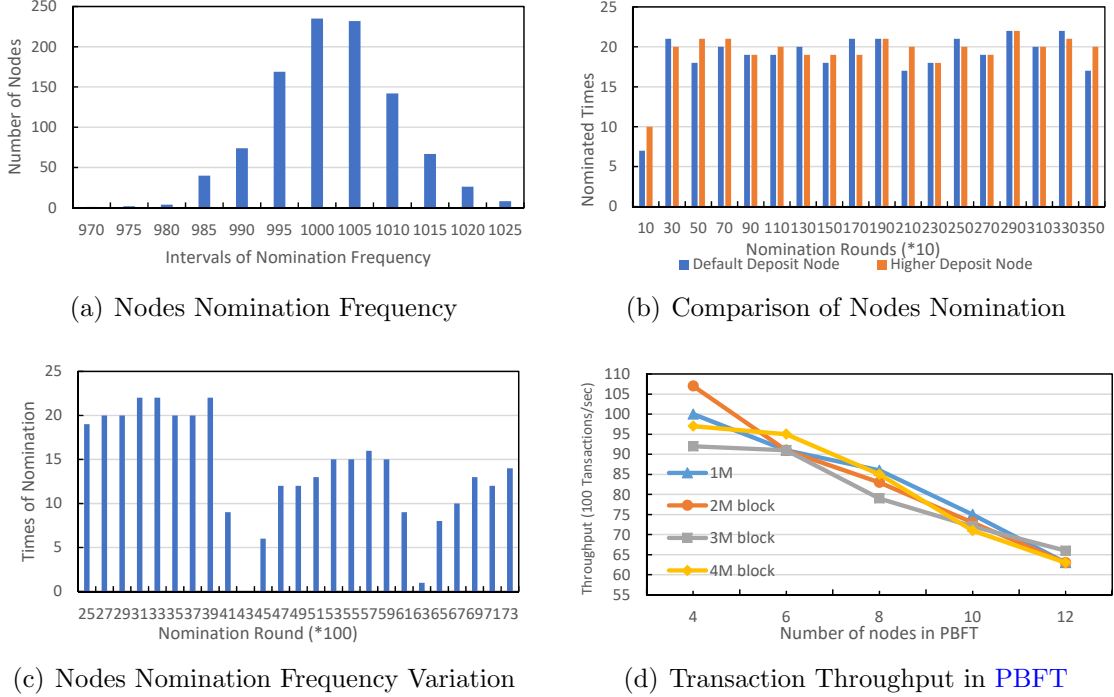 250
200
150
100
50
0
Number of Nodes
970 975 980 985 990 995 1000 1005 1010 1015 1020 1025
Intervals of Nomination Frequency
(a) Nodes Nomination Frequency
25
20
15
10
5
0
Nominated Times
10 30 50 70 90 110 130 150 170 190 210 230 250 270 290 310 330 350
Nomination Rounds (*10)
Default Deposit Node Higher Deposit Node
(b) Comparison of Nodes Nomination
25
20
15
10
5
0
Times of Nomination
25 27 29 31 33 35 37 39 41 43 45 47 49 51 53 55 57 59 61 63 65 67 69 71 73
Nomination Round (*100)
(c) Nodes Nomination Frequency Variation
110
105
100
95
90
85
80
75
70
65
60
55
Throughput (100 Transactions/sec)
1M
2M block
3M block
4M block
4 6 8 10 12
Number of nodes in PBFT
(d) Transaction Throughput in PBFT